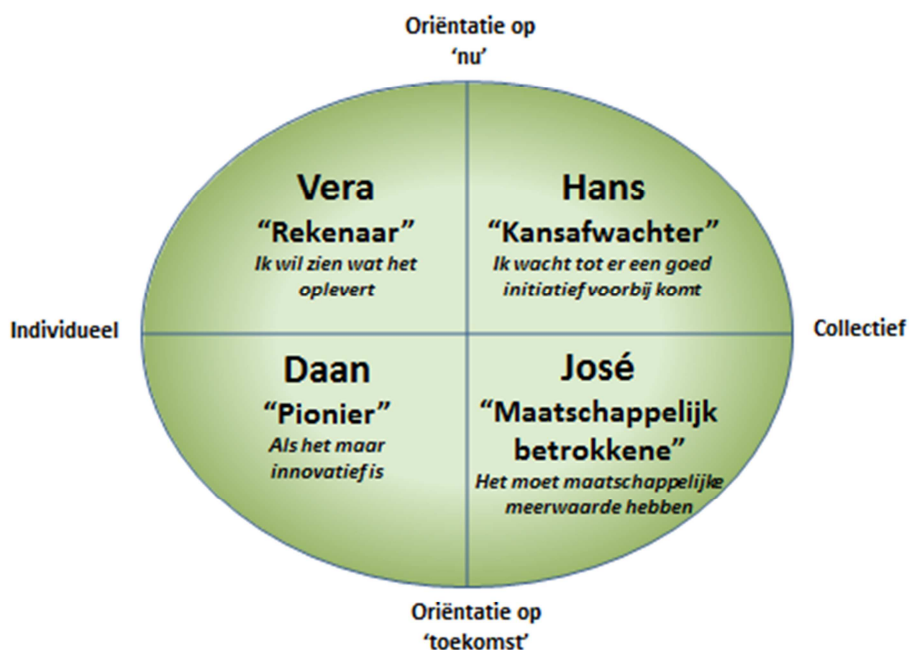 Oriëntatie op
‘nu’
Vera
“Rekenaar”
Ik wil zien wat het
oplevert
Hans
“Kansafwachter”
Ik wacht tot er een goed
initiatief voorbij komt
Individueel
Collectief
Daan
“Pionier”
Als het maar
innovatief is
José
“Maatschappelijk
betrokkene”
Het moet maatschappelijke
meerwaarde hebben
Oriëntatie op
‘toekomst’